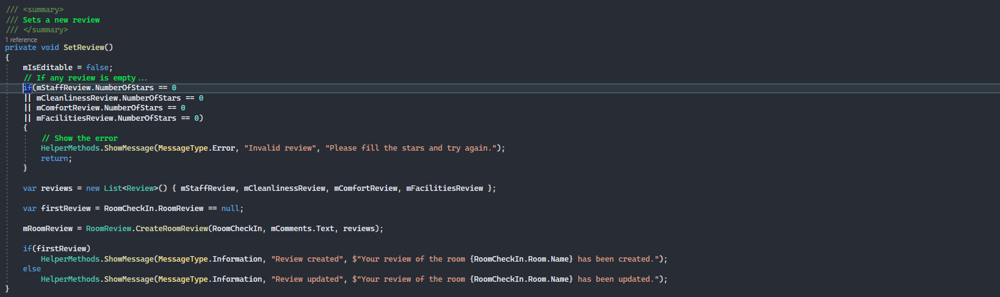 /// <summary>
/// Sets a new review
/// </summary>
1 reference
private void SetReview()
{
mIsEditable = false;
// If any review is empty...
if(mStaffReview.NumberOfStars == 0
|| mCleanlinessReview.NumberOfStars == 0
|| mComfortReview.NumberOfStars == 0
|| mFacilitiesReview.NumberOfStars == 0)
{
// Show the error
HelperMethods.ShowMessage(MessageType.Error, "Invalid review", "Please fill the stars and try again.");
return;
}
var reviews = new List<Review>() { mStaffReview, mCleanlinessReview, mComfortReview, mFacilitiesReview };
var firstReview = RoomCheckIn.RoomReview == null;
mRoomReview = RoomReview.CreateRoomReview(RoomCheckIn, mComments.Text, reviews);
if(firstReview)
HelperMethods.ShowMessage(MessageType.Information, "Review created", $"Your review of the room {RoomCheckIn.Room.Name} has been created.");
else
HelperMethods.ShowMessage(MessageType.Information, "Review updated", $"Your review of the room {RoomCheckIn.Room.Name} has been updated.");
}